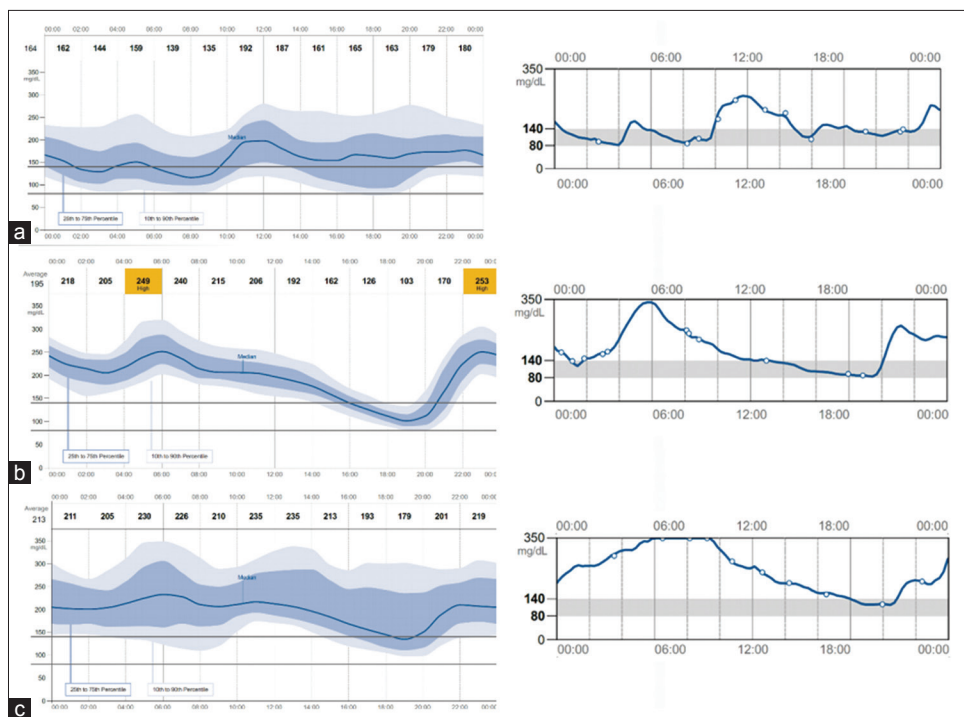 00:00 02:00 04:00 06:00 08:00 10:00 12:00 14:00 16:00 18:00 20:00 22:00 00:00
164 162 144 159 139 135 192 187 161 165 163 179 180
350
mg/dL
300
250
200
150
100
50
0
Median
25th to 75th Percentile
10th to 90th Percentile
00:00 02:00 04:00 06:00 08:00 10:00 12:00 14:00 16:00 18:00 20:00 22:00 00:00
a
00:00 06:00 12:00 18:00 00:00
350
mg/dL
140
80
0
00:00 06:00 12:00 18:00 00:00
00:00 02:00 04:00 06:00 08:00 10:00 12:00 14:00 16:00 18:00 20:00 22:00 00:00
Average
195 218 205 249 240 215 206 192 162 126 103 170 253
High High
350
mg/dL
300
250
200
150
100
50
0
Median
25th to 75th Percentile
10th to 90th Percentile
00:00 02:00 04:00 06:00 08:00 10:00 12:00 14:00 16:00 18:00 20:00 22:00 00:00
b
00:00 06:00 12:00 18:00 00:00
350
mg/dL
140
80
0
00:00 06:00 12:00 18:00 00:00
00:00 02:00 04:00 06:00 08:00 10:00 12:00 14:00 16:00 18:00 20:00 22:00 00:00
Average
213 211 205 230 226 210 235 235 213 193 179 201 219
350
mg/dL
300
250
200
150
100
50
0
Median
25th to 75th Percentile
10th to 90th Percentile
00:00 02:00 04:00 06:00 08:00 10:00 12:00 14:00 16:00 18:00 20:00 22:00 00:00
c
00:00 06:00 12:00 18:00 00:00
350
mg/dL
140
80
0
00:00 06:00 12:00 18:00 00:00